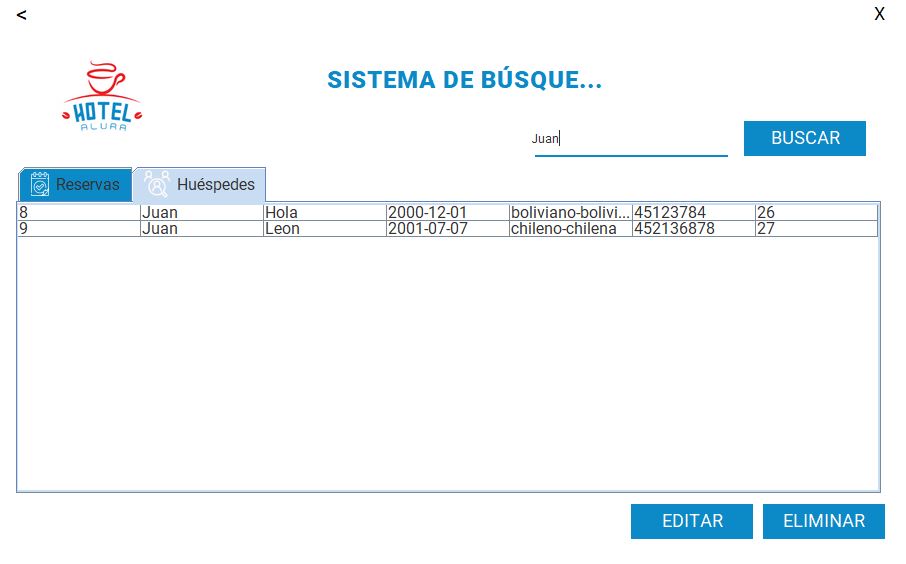 < X
SISTEMA DE BÚSQUE...
HOTEL
ALURA
Juan BUSCAR
Reservas Huéspedes
8 Juan Hola 2000-12-01 boliviano-bolivi... 45123784 26
9 Juan Leon 2001-07-07 chileno-chilena 452136878 27
EDITAR ELIMINAR